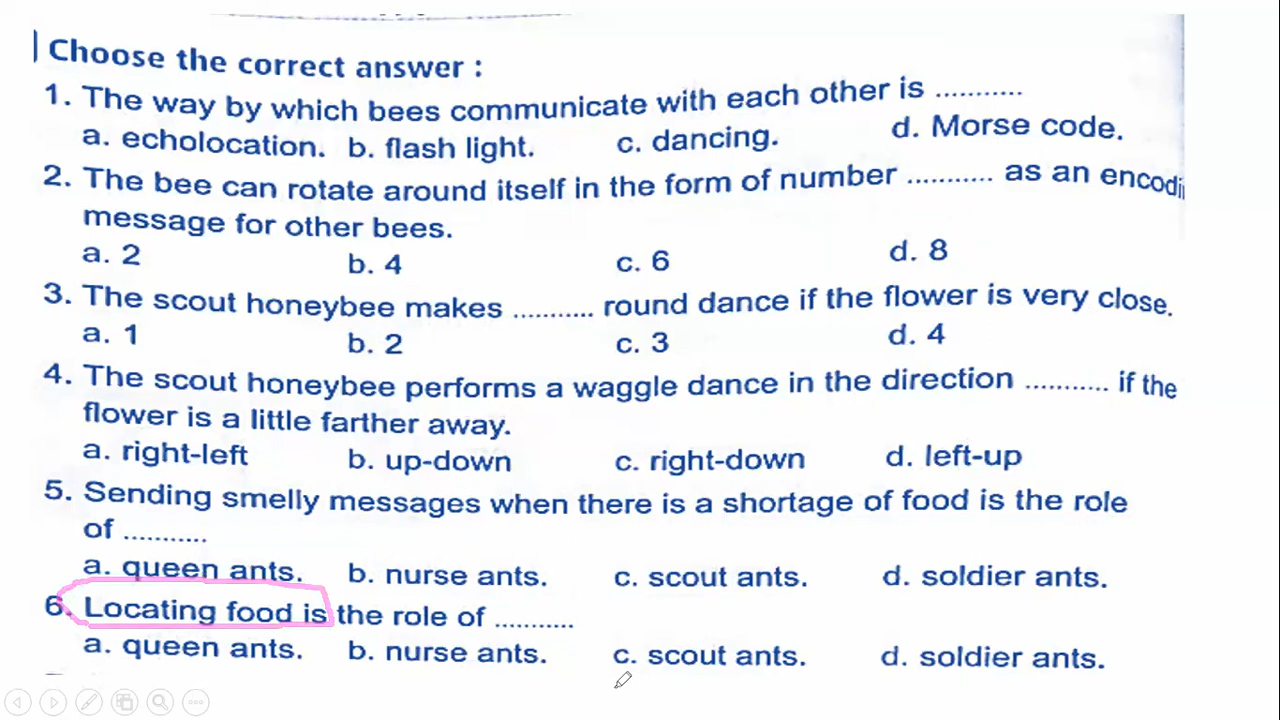 Choose the correct answer :
1. The way by which bees communicate with each other is ...........
a. echolocation. b. flash light. c. dancing. d. Morse code.
2. The bee can rotate around itself in the form of number ........... as an
message for other bees.
a. 2 b. 4 c. 6 d. 8
3. The scout honeybee makes ........... round dance if the flower is very close.
a. 1 b. 2 c. 3 d. 4
4. The scout honeybee performs a waggle dance in the direction ........... if the
flower is a little farther away.
a. right-left b. up-down c. right-down d. left-up
5. Sending smelly messages when there is a shortage of food is the role
of ...........
a. queen ants. b. nurse ants. c. scout ants. d. soldier ants.
6. Locating food is the role of ...........
a. queen ants. b. nurse ants. c. scout ants. d. soldier ants.